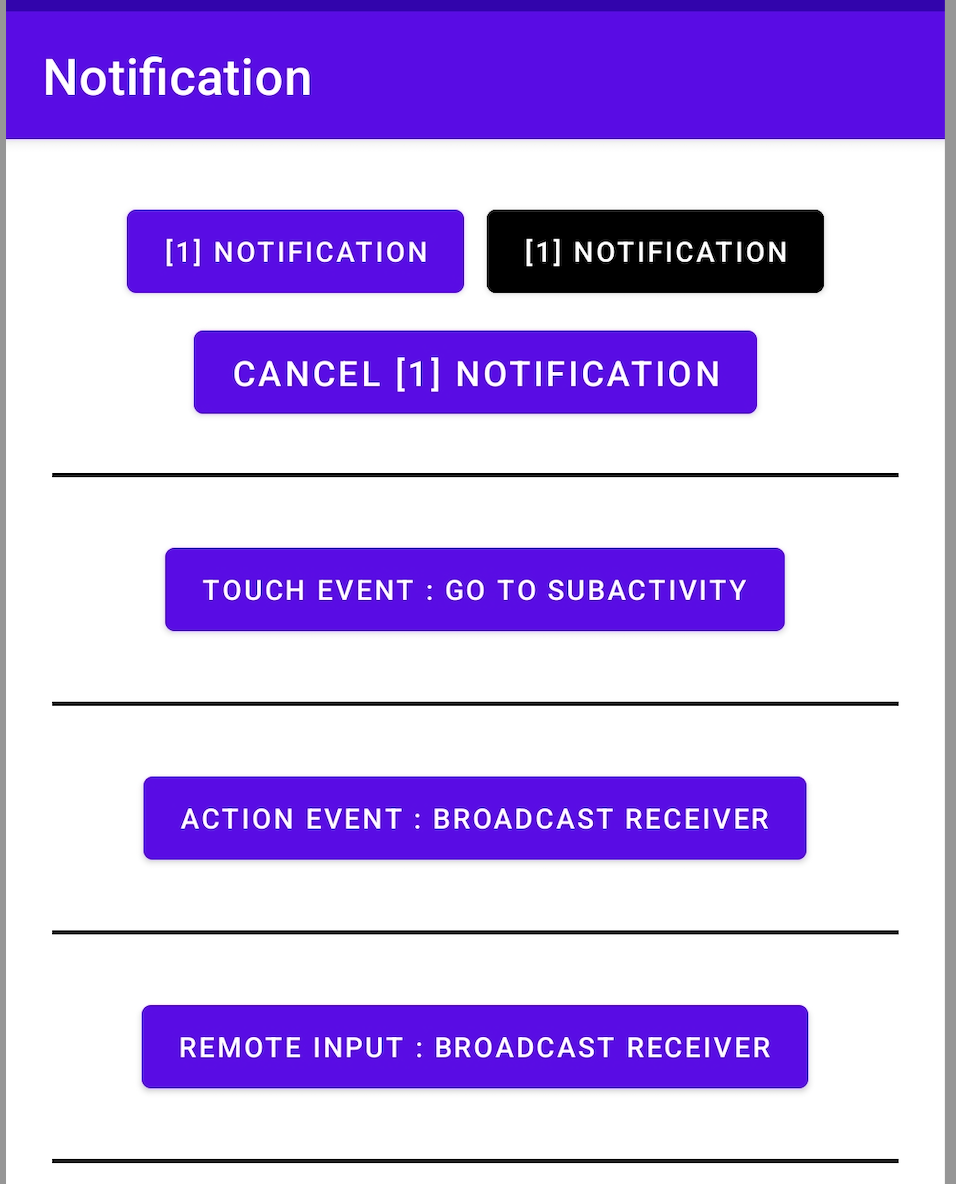 Notification
[1] NOTIFICATION
[1] NOTIFICATION
CANCEL [1] NOTIFICATION
TOUCH EVENT : GO TO SUBACTIVITY
ACTION EVENT : BROADCAST RECEIVER
REMOTE INPUT : BROADCAST RECEIVER